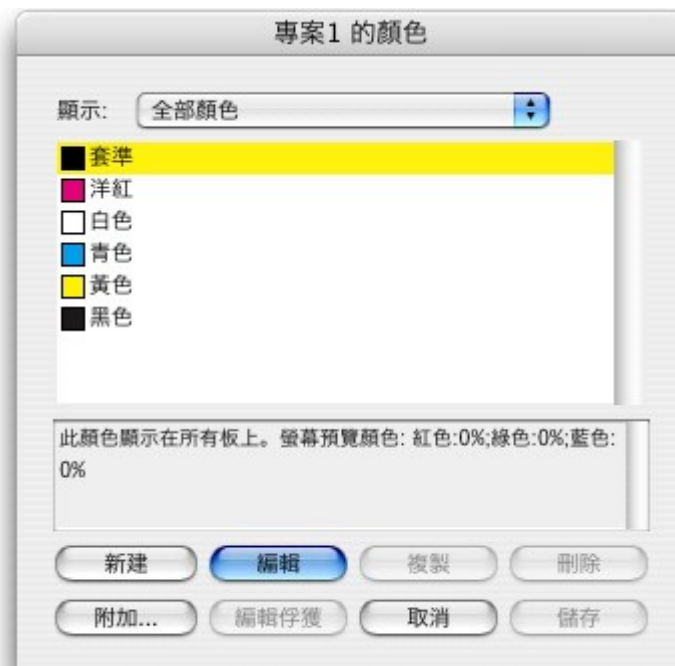 專案1 的顏色
顯示: 全部顏色
套準
洋紅
白色
青色
黃色
黑色
此顏色顯示在所有板上。螢幕預覽顏色: 紅色:0%;綠色:0%;藍色:
0%
新建 編輯 複製 刪除
附加... 編輯俘獲 取消 儲存